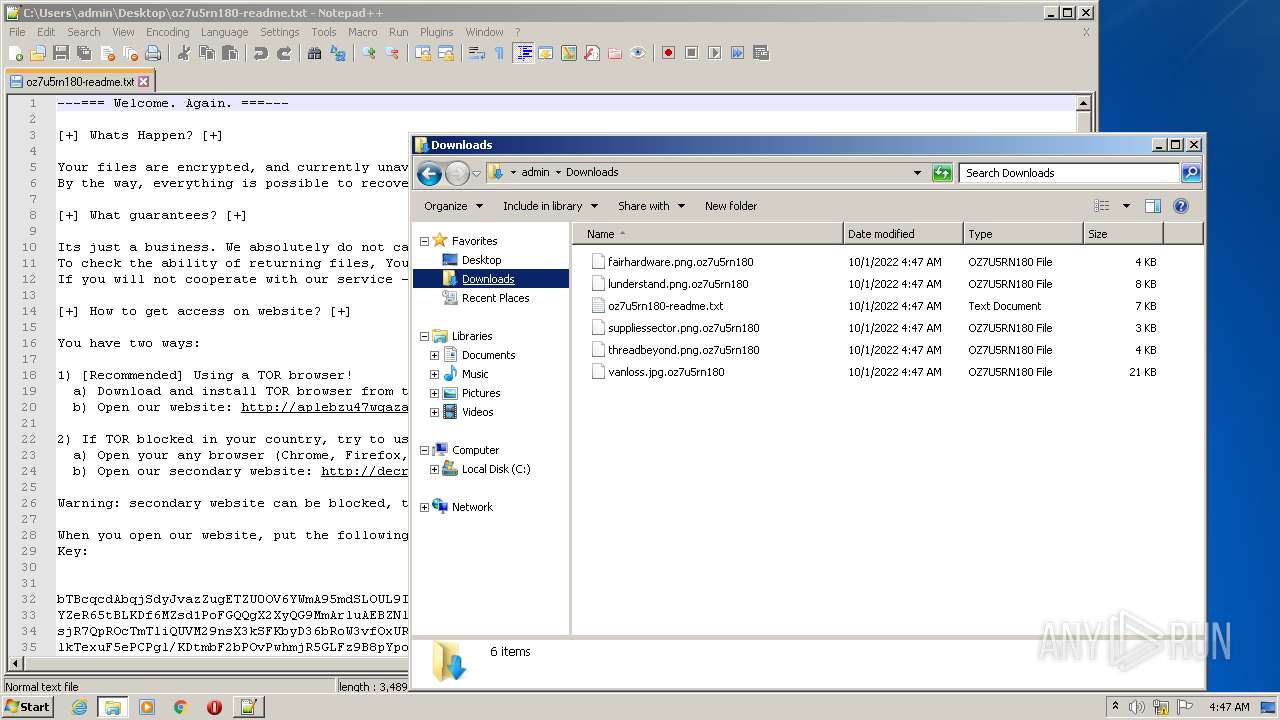 C:\Users\admin\Desktop\oz7u5rn180-readme.txt - Notepad++
File Edit Search View Encoding Language Settings Tools Macro Run Plugins Window ? X
oz7u5rn180-readme.txt
1 ---=== Welcome. Again. ===---
2
3 [+] Whats Happen? [+]
4
5 Your files are encrypted, and currently unav
6 By the way, everything is possible to recove
7
8 [+] What guarantees? [+]
9
10 Its just a business. We absolutely do not ca
11 To check the ability of returning files, You
12 If you will not cooperate with our service -
13
14 [+] How to get access on website? [+]
15
16 You have two ways:
17
18 1) [Recommended] Using a TOR browser!
19 a) Download and install TOR browser from t
20 b) Open our website: http://aplebzu47wgaza
21
22 2) If TOR blocked in your country, try to us
23 a) Open your any browser (Chrome, Firefox,
24 b) Open our secondary website: http://decr
25
26 Warning: secondary website can be blocked, t
27
28 When you open our website, put the following
29 Key:
30
31
32 bTBcqcdAbqjSdyJvazZugETZUOOV6YWmA95mdSLOUL9I
33 YZeR65tBLKDf6MZsd1PoFGQQgX2XyQG9MmAr1uAEBZN1
34 sjR7QpROcTmTliQUVM29nsX3kSFKbyD36bRoW3vfOxUR
35 lkTexuF5ePCPgl/KDtmbF2bPOvPwhmjR5GLFz9P8pYpo
Normal text file
length : 3,489
Downloads
admin Downloads
Search Downloads
Organize Include in library Share with New folder
Favorites
Desktop
Downloads
Recent Places
Libraries
Documents
Music
Pictures
Videos
Computer
Local Disk (C:)
Network
Name Date modified Type Size
fairhardware.png.oz7u5rn180 10/1/2022 4:47 AM OZ7U5RN180 File 4 KB
lunderstand.png.oz7u5rn180 10/1/2022 4:47 AM OZ7U5RN180 File 9 KB
oz7u5rn180-readme.txt 10/1/2022 4:47 AM Text Document 7 KB
suppliessector.png.oz7u5rn180 10/1/2022 4:47 AM OZ7U5RN180 File 5 KB
threadbeyond.png.oz7u5rn180 10/1/2022 4:47 AM OZ7U5RN180 File 4 KB
vanloss.jpg.oz7u5rn180 10/1/2022 4:47 AM OZ7U5RN180 File 21 KB
6 items
ANY RUN
Start
4:47 AM